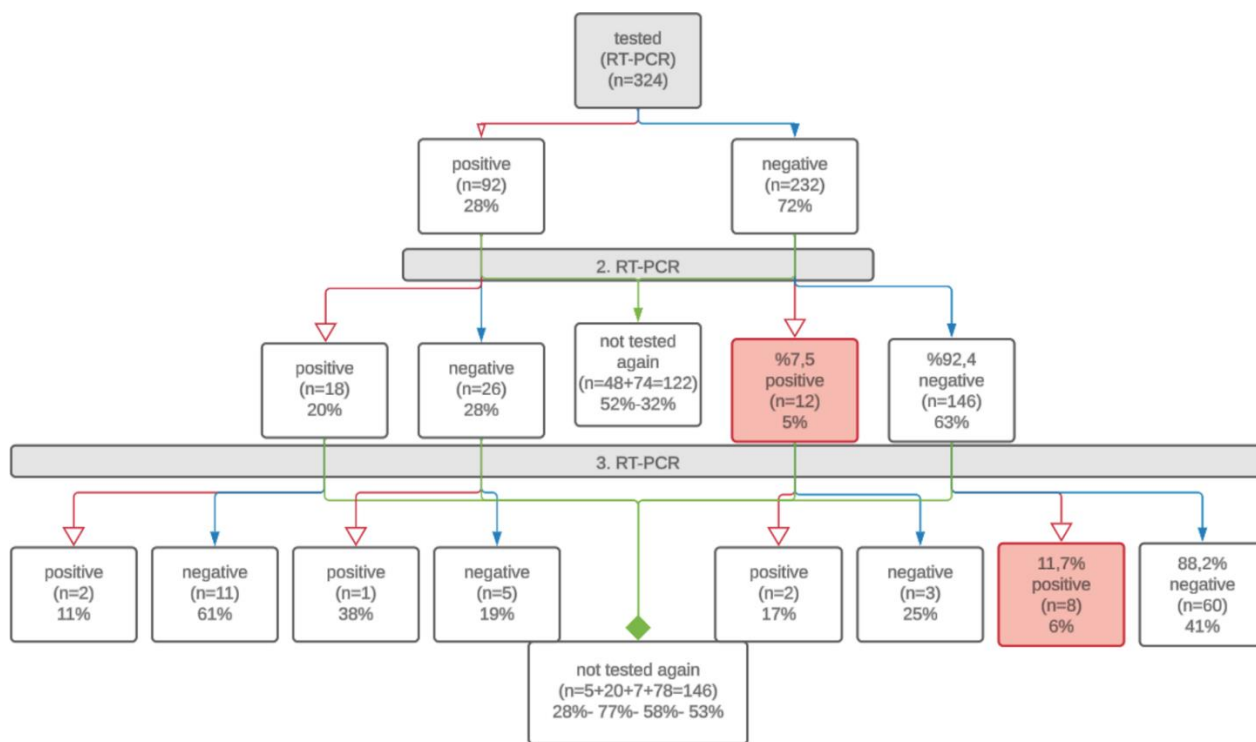 tested
(RT-PCR)
(n=324)
positive
(n=92)
28%
negative
(n=232)
72%
2. RT-PCR
positive
(n=18)
20%
negative
(n=26)
28%
not tested
again
(n=48+74=122)
52%-32%
%7,5
positive
(n=12)
5%
%92,4
negative
(n=146)
63%
3. RT-PCR
positive
(n=2)
11%
negative
(n=11)
61%
positive
(n=1)
38%
negative
(n=5)
19%
not tested again
(n=5+20+7+78=146)
28%- 77%- 58%- 53%
positive
(n=2)
17%
negative
(n=3)
25%
11,7%
positive
(n=8)
6%
88,2%
negative
(n=60)
41%